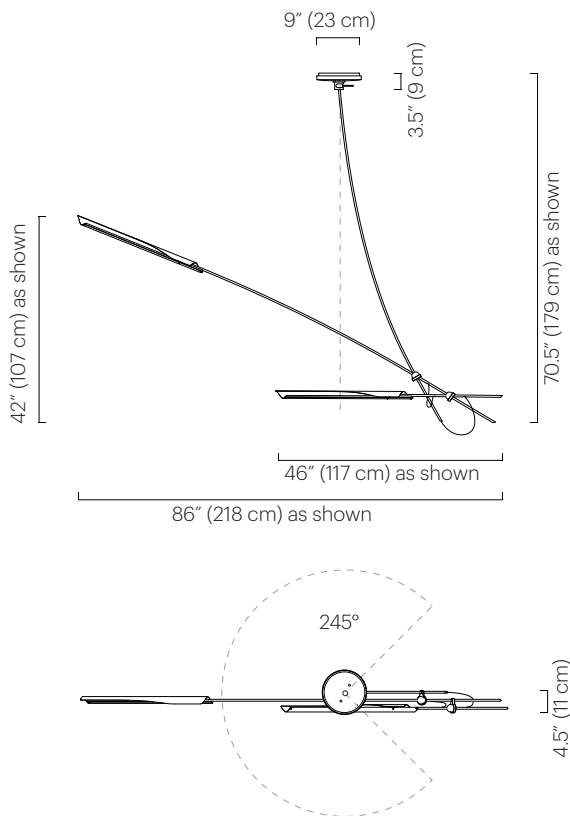 9” (23 cm)
3.5” (9 cm)
70.5” (179 cm) as shown
42” (107 cm) as shown
46” (117 cm) as shown
86” (218 cm) as shown
245°
4.5” (11 cm)